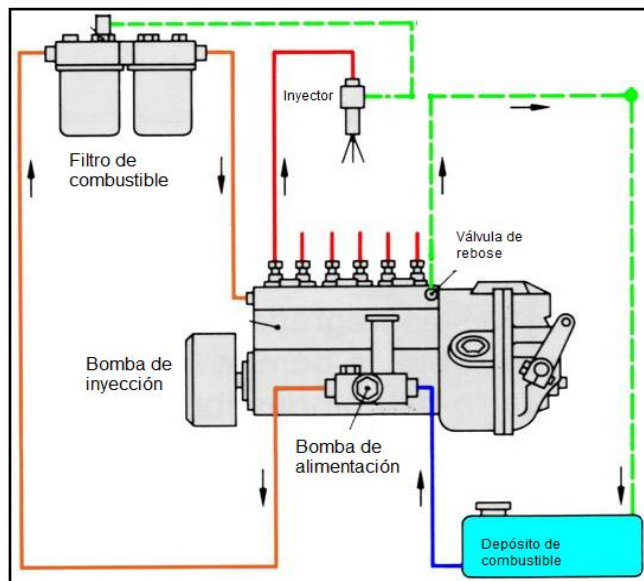 Inyector
Filtro de
combustible
Válvula de
rebose
Bomba de
inyección
Bomba de
alimentación
Depósito de
combustible